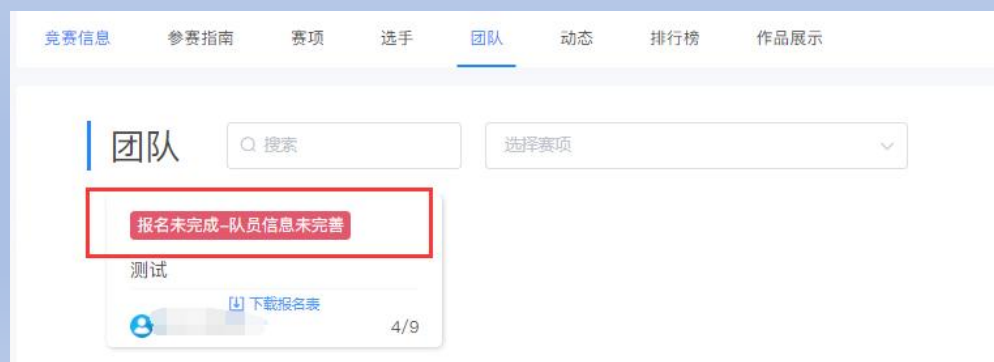 竞赛信息 参赛指南 赛项 选手 团队 动态 排行榜 作品展示
团队 搜索 选择赛项
报名未完成-队员信息未完善
测试
下载报名表
4/9